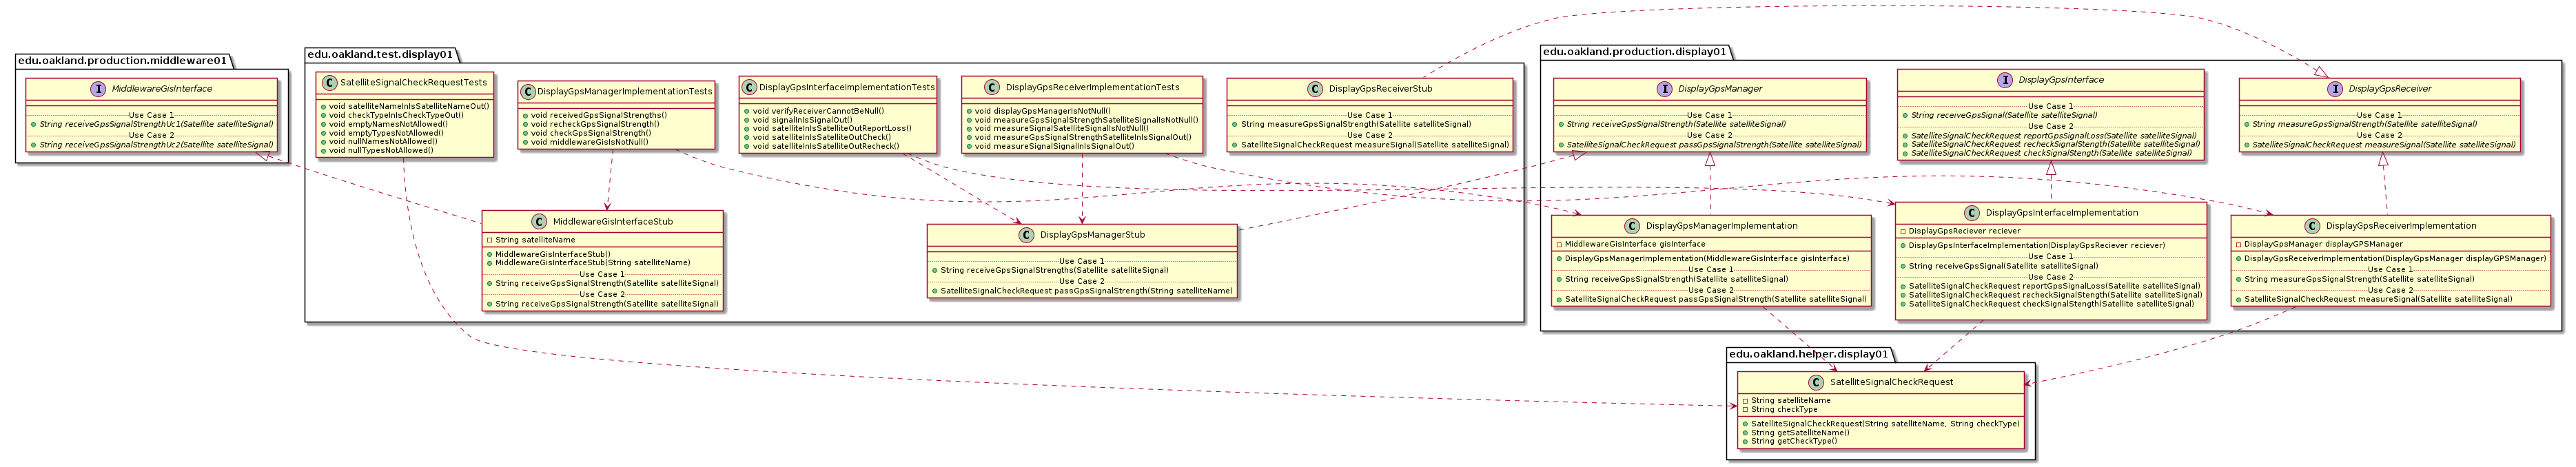 edu.oakland.production.middleware01
MiddlewareGisInterface
Use Case 1
String receiveGpsSignalStrengthUc1(Satellite satelliteSignal)
Use Case 2
String receiveGpsSignalStrengthUc2(Satellite satelliteSignal)
edu.oakland.test.display01
SatelliteSignalCheckRequestTests
void satelliteNameInIsSatelliteNameOut()
void checkTypeInIsCheckTypeOut()
void emptyNamesNotAllowed()
void emptyTypesNotAllowed()
void nullNamesNotAllowed()
void nullTypesNotAllowed()
DisplayGpsManagerImplementationTests
void receivedGpsSignalStrengths()
void recheckGpsSignalStrength()
void checkGpsSignalStrength()
void middlewareGisIsNotNull()
DisplayGpsInterfaceImplementationTests
void verifyReceiverCannotBeNull()
void signalInIsSignalOut()
void satelliteInIsSatelliteOutReportLoss()
void satelliteInIsSatelliteOutCheck()
void satelliteInIsSatelliteOutRecheck()
DisplayGpsReceiverImplementationTests
void displayGpsManagerIsNotNull()
void measureGpsSignalStrengthSatelliteSignalIsNotNull()
void measureSignalSatelliteSignalIsNotNull()
void measureGpsSignalStrengthSatelliteInIsSignalOut()
void measureSignalSignalInIsSignalOut()
DisplayGpsReceiverStub
Use Case 1
String measureGpsSignalStrength(Satellite satelliteSignal)
Use Case 2
SatelliteSignalCheckRequest measureSignal(Satellite satelliteSignal)
MiddlewareGisInterfaceStub
String satelliteName
MiddlewareGisInterfaceStub()
MiddlewareGisInterfaceStub(String satelliteName)
Use Case 1
String receiveGpsSignalStrength(Satellite satelliteSignal)
Use Case 2
String receiveGpsSignalStrength(Satellite satelliteSignal)
DisplayGpsManagerStub
Use Case 1
String receiveGpsSignalStrengths(Satellite satelliteSignal)
Use Case 2
SatelliteSignalCheckRequest passGpsSignalStrength(String satelliteName)
edu.oakland.production.display01
DisplayGpsManager
Use Case 1
String receiveGpsSignalStrength(Satellite satelliteSignal)
Use Case 2
SatelliteSignalCheckRequest passGpsSignalStrength(Satellite satelliteSignal)
DisplayGpsInterface
Use Case 1
String receiveGpsSignal(Satellite satelliteSignal)
Use Case 2
SatelliteSignalCheckRequest reportGpsSignalLoss(Satellite satelliteSignal)
SatelliteSignalCheckRequest recheckSignalStength(Satellite satelliteSignal)
SatelliteSignalCheckRequest checkSignalStength(Satellite satelliteSignal)
DisplayGpsReceiver
Use Case 1
String measureGpsSignalStrength(Satellite satelliteSignal)
Use Case 2
SatelliteSignalCheckRequest measureSignal(Satellite satelliteSignal)
DisplayGpsManagerImplementation
MiddlewareGisInterface gisInterface
DisplayGpsManagerImplementation(MiddlewareGisInterface gisInterface)
Use Case 1
String receiveGpsSignalStrength(Satellite satelliteSignal)
Use Case 2
SatelliteSignalCheckRequest passGpsSignalStrength(Satellite satelliteSignal)
DisplayGpsInterfaceImplementation
DisplayGpsReciever reciever
DisplayGpsInterfaceImplementation(DisplayGpsReciever reciever)
Use Case 1
String receiveGpsSignal(Satellite satelliteSignal)
Use Case 2
SatelliteSignalCheckRequest reportGpsSignalLoss(Satellite satelliteSignal)
SatelliteSignalCheckRequest recheckSignalStength(Satellite satelliteSignal)
SatelliteSignalCheckRequest checkSignalStength(Satellite satelliteSignal)
DisplayGpsReceiverImplementation
DisplayGpsManager displayGPSManager
DisplayGpsReceiverImplementation(DisplayGpsManager displayGPSManager)
Use Case 1
String measureGpsSignalStrength(Satellite satelliteSignal)
Use Case 2
SatelliteSignalCheckRequest measureSignal(Satellite satelliteSignal)
edu.oakland.helper.display01
SatelliteSignalCheckRequest
String satelliteName
String checkType
SatelliteSignalCheckRequest(String satelliteName, String checkType)
String getSatelliteName()
String getCheckType()